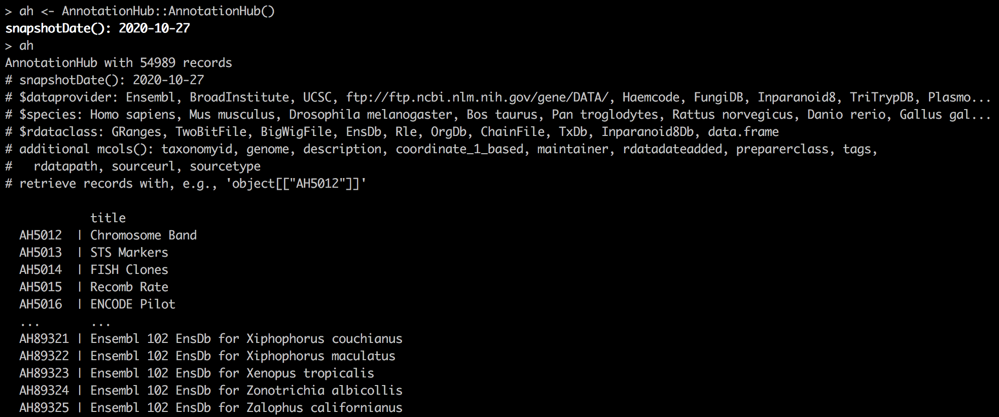 > ah <- AnnotationHub::AnnotationHub()
snapshotDate(): 2020-10-27
> ah
AnnotationHub with 54989 records
# snapshotDate(): 2020-10-27
# $dataprovider: Ensembl, BroadInstitute, UCSC, ftp://ftp.ncbi.nlm.nih.gov/gene/DATA/, Haemcode, FungiDB, Inparanoid8, TriTrypDB, Plasmo...
# $species: Homo sapiens, Mus musculus, Drosophila melanogaster, Bos taurus, Pan troglodytes, Rattus norvegicus, Danio rerio, Gallus gal...
# $rdataclass: GRanges, TwoBitFile, BigWigFile, EnsDb, Rle, OrgDb, ChainFile, TxDb, Inparanoid8Db, data.frame
# additional mcols(): taxonomyid, genome, description, coordinate_1_based, maintainer, rdatadateadded, preparerclass, tags,
#   rdatapath, sourceurl, sourcetype
# retrieve records with, e.g., 'object[["AH5012"]]'
            title
  AH5012  | Chromosome Band
  AH5013  | STS Markers
  AH5014  | FISH Clones
  AH5015  | Recomb Rate
  AH5016  | ENCODE Pilot
  ...       ...
  AH89321 | Ensembl 102 EnsDb for Xiphophorus couchianus
  AH89322 | Ensembl 102 EnsDb for Xiphophorus maculatus
  AH89323 | Ensembl 102 EnsDb for Xenopus tropicalis
  AH89324 | Ensembl 102 EnsDb for Zonotrichia albicollis
  AH89325 | Ensembl 102 EnsDb for Zalophus californianus